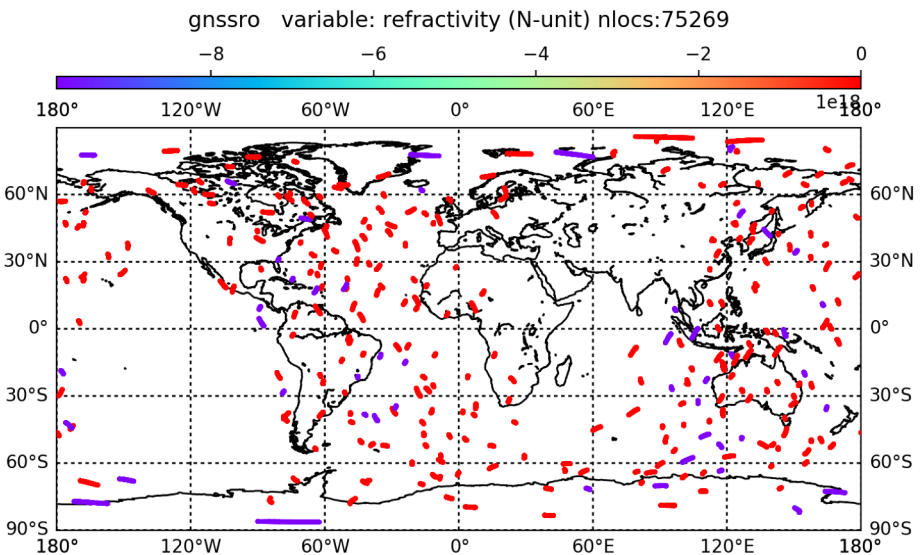 gnssro variable: refractivity (N-unit) nlocs:75269
−8 −6 −4 −2 0
1e18
180° 120°W 60°W 0° 60°E 120°E 180°
60°N 60°N
30°N 30°N
0° 0°
30°S 30°S
60°S 60°S
90°S 90°S
180° 120°W 60°W 0° 60°E 120°E 180°